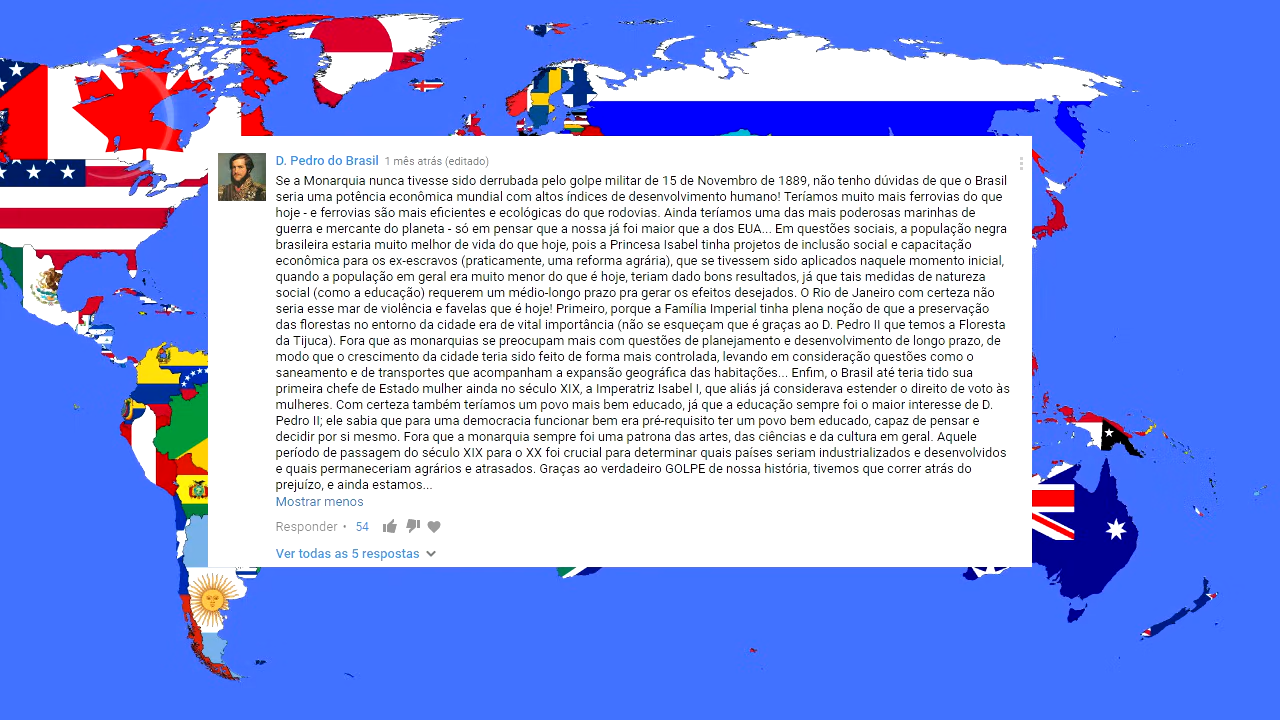 D. Pedro do Brasil 1 mês atrás (editado)
Se a Monarquia nunca tivesse sido derrubada pelo golpe militar de 15 de Novembro de 1889, não tenho dúvidas de que o Brasil
seria uma potência econômica mundial com altos índices de desenvolvimento humano! Teríamos muito mais ferrovias do que
hoje - e ferrovias são mais eficientes e ecológicas do que rodovias. Ainda teríamos uma das mais poderosas marinhas de
guerra e mercante do planeta - só em pensar que a nossa já foi maior que a dos EUA... Em questões sociais, a população negra
brasileira estaria muito melhor de vida do que hoje, pois a Princesa Isabel tinha projetos de inclusão social e capacitação
econômica para os ex-escravos (praticamente, uma reforma agrária), que se tivessem sido aplicados naquele momento inicial,
quando a população em geral era muito menor do que é hoje, teriam dado bons resultados, já que tais medidas de natureza
social (como a educação) requerem um médio-longo prazo pra gerar os efeitos desejados. O Rio de Janeiro com certeza não
seria esse mar de violência e favelas que é hoje! Primeiro, porque a Família Imperial tinha plena noção de que a preservação
das florestas no entorno da cidade era de vital importância (não se esqueçam que é graças ao D. Pedro II que temos a Floresta
da Tijuca). Fora que as monarquias se preocupam mais com questões de planejamento e desenvolvimento de longo prazo, de
modo que o crescimento da cidade teria sido feito de forma mais controlada, levando em consideração questões como o
saneamento e de transportes que acompanham a expansão geográfica das habitações... Enfim, o Brasil até teria tido sua
primeira chefe de Estado mulher ainda no século XIX, a Imperatriz Isabel I, que aliás já considerava estender o direito de voto às
mulheres. Com certeza também teríamos um povo mais bem educado, já que a educação sempre foi o maior interesse de D.
Pedro II; ele sabia que para uma democracia funcionar bem era pré-requisito ter um povo bem educado, capaz de pensar e
decidir por si mesmo. Fora que a monarquia sempre foi uma patrona das artes, das ciências e da cultura em geral. Aquele
período de passagem do século XIX para o XX foi crucial para determinar quais países seriam industrializados e desenvolvidos
e quais permaneceriam agrários e atrasados. Graças ao verdadeiro GOLPE de nossa história, tivemos que correr atrás do
prejuízo, e ainda estamos...
Mostrar menos
Responder • 54
Ver todas as 5 respostas